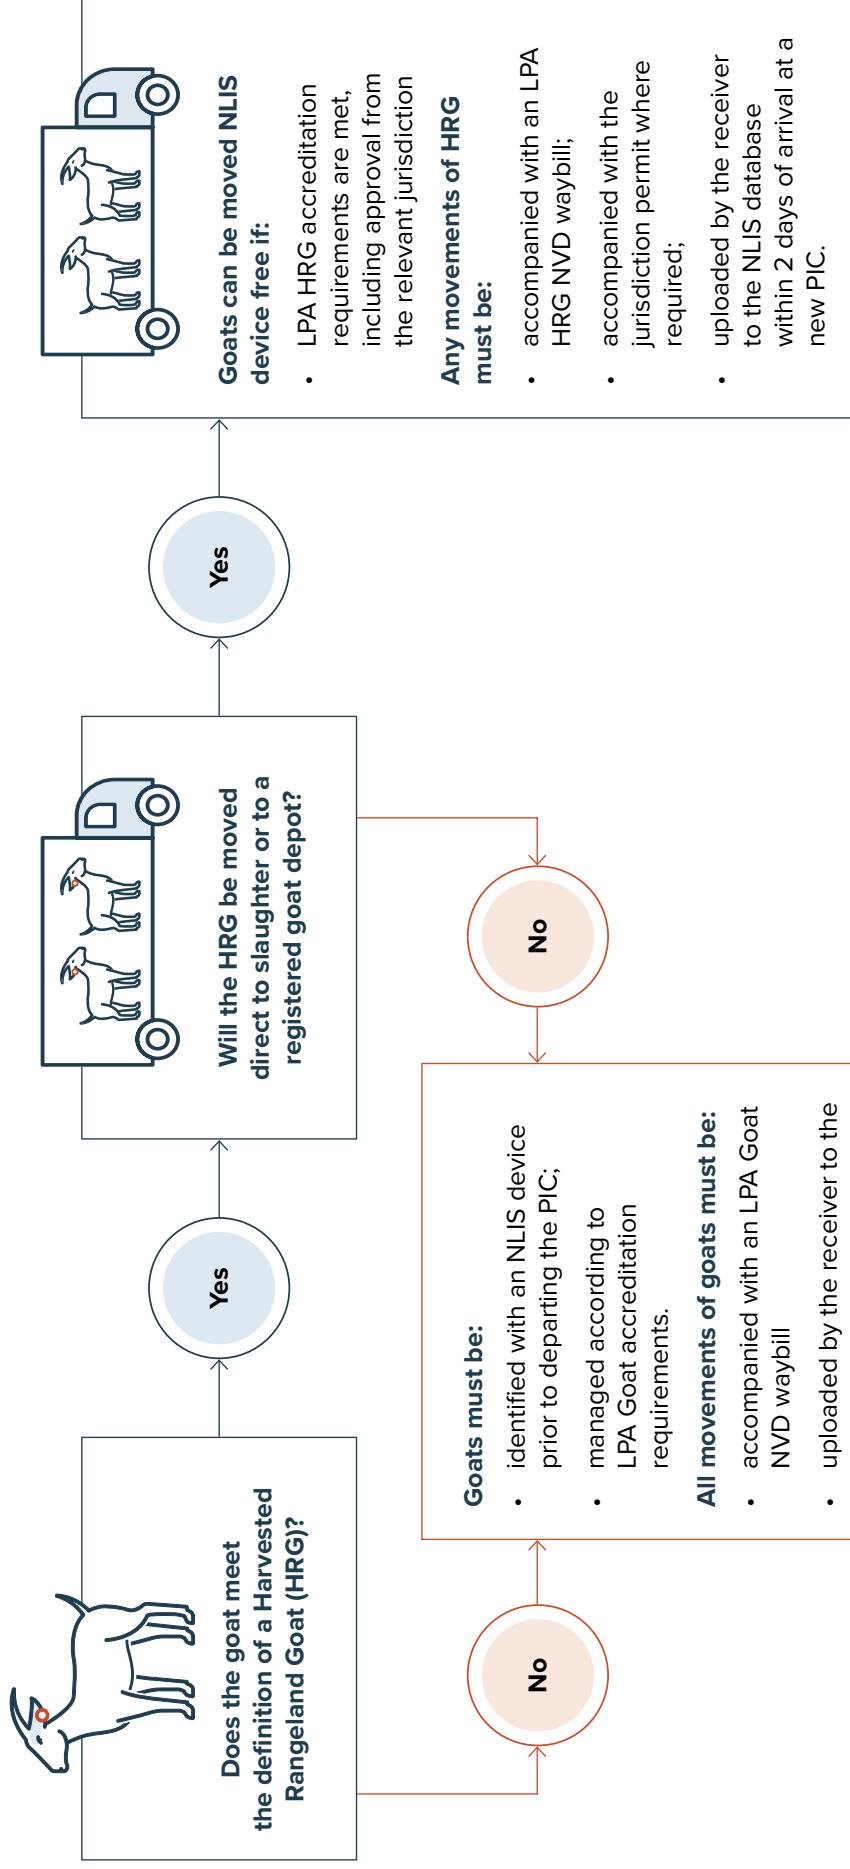 Does the goat meet
the definition of a Harvested
Rangeland Goat (HRG)?
Yes
Will the HRG be moved
direct to slaughter or to a
registered goat depot?
Yes
Goats can be moved NLIS
device free if:
• LPA HRG accreditation
requirements are met,
including approval from
the relevant jurisdiction
Any movements of HRG
must be:
• accompanied with an LPA
HRG NVD waybill;
• accompanied with the
jurisdiction permit where
required;
• uploaded by the receiver
to the NLIS database
within 2 days of arrival at a
new PIC.
No
Goats must be:
• identified with an NLIS device
prior to departing the PIC;
• managed according to
LPA Goat accreditation
requirements.
All movements of goats must be:
• accompanied with an LPA Goat
NVD waybill
• uploaded by the receiver to the
No